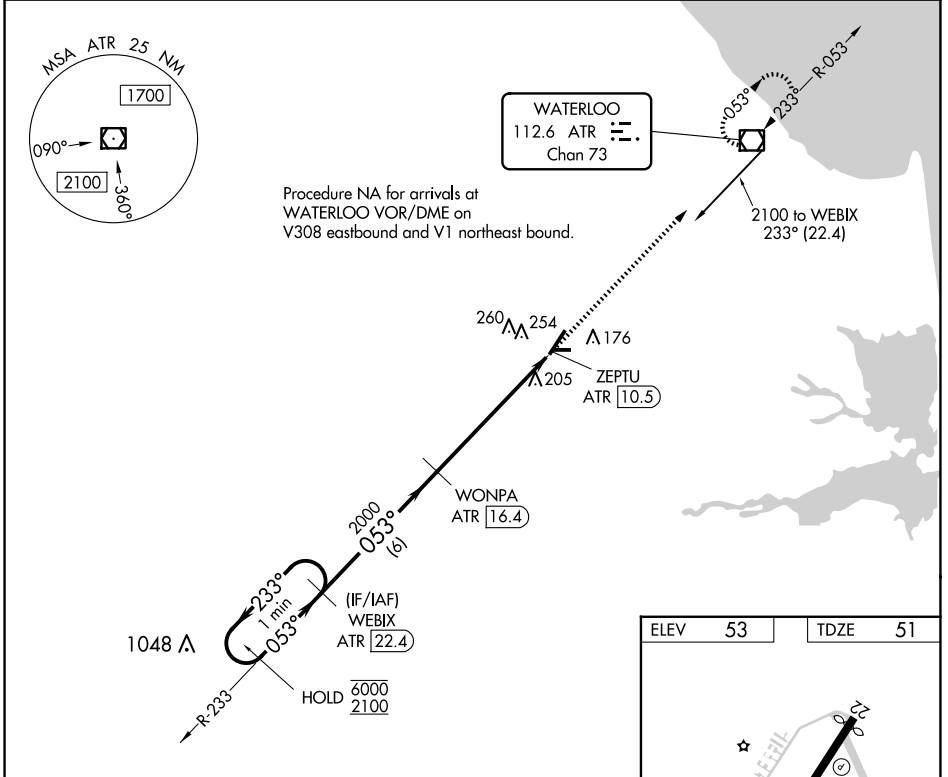 MSA ATR 25 NM
1700
090°
2100
360°
WATERLOO
112.6 ATR
Chan 73
053°
233°
R-053
Procedure NA for arrivals at
WATERLOO VOR/DME on
V308 eastbound and V1 northeast bound.
2100 to WEBIX
233° (22.4)
260
254
176
205
ZEPTU
ATR 10.5
WONPA
ATR 16.4
2000
053°
(6)
233°
1 min
053°
(IF/IAF)
WEBIX
ATR 22.4
1048
HOLD 6000
2100
R-233
ELEV 53
TDZE 51
22
P